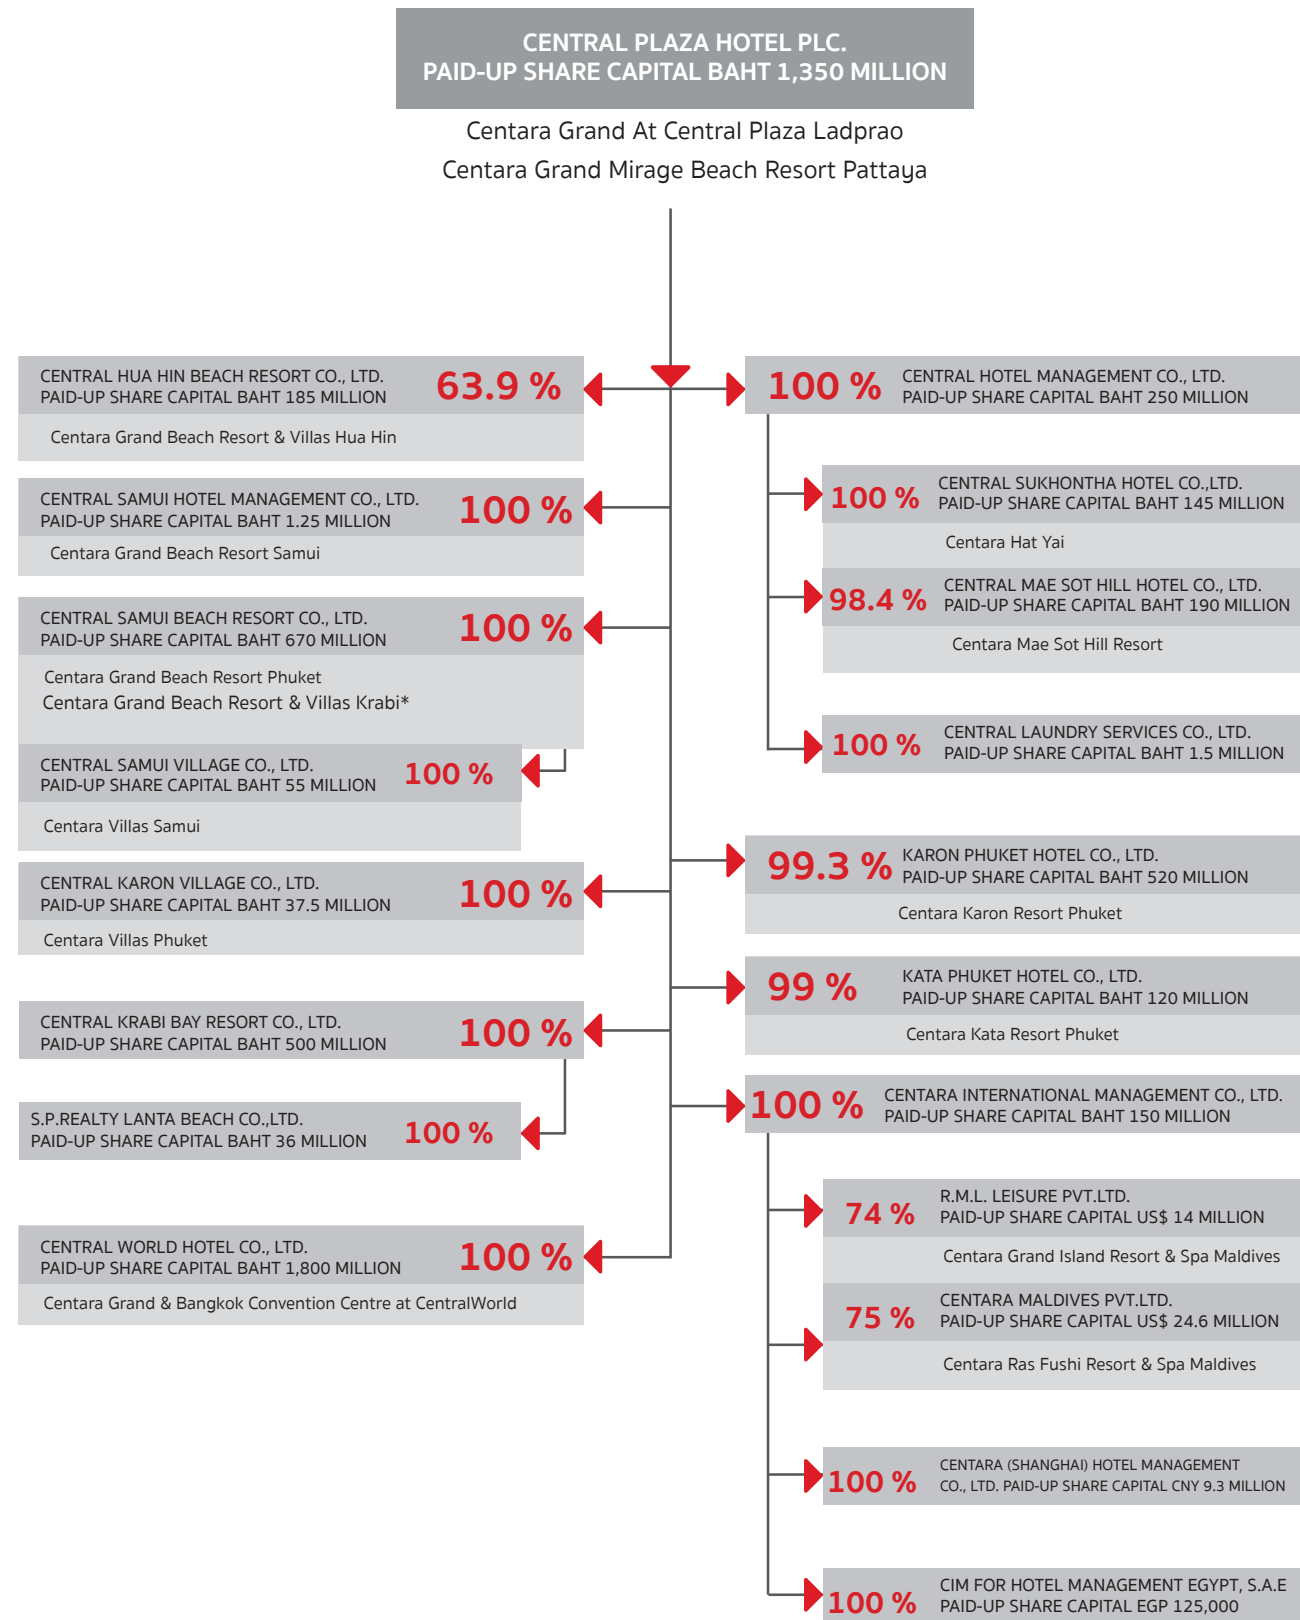 CENTRAL PLAZA HOTEL PLC.
PAID-UP SHARE CAPITAL BAHT 1,350 MILLION
Centara Grand At Central Plaza Ladprao
Centara Grand Mirage Beach Resort Pattaya
CENTRAL HUA HIN BEACH RESORT CO., LTD.
PAID-UP SHARE CAPITAL BAHT 185 MILLION
63.9 %
Centara Grand Beach Resort & Villas Hua Hin
CENTRAL SAMUI HOTEL MANAGEMENT CO., LTD.
PAID-UP SHARE CAPITAL BAHT 1.25 MILLION
100 %
Centara Grand Beach Resort Samui
CENTRAL SAMUI BEACH RESORT CO., LTD.
PAID-UP SHARE CAPITAL BAHT 670 MILLION
100 %
Centara Grand Beach Resort Phuket
Centara Grand Beach Resort & Villas Krabi*
CENTRAL SAMUI VILLAGE CO., LTD.
PAID-UP SHARE CAPITAL BAHT 55 MILLION
100 %
Centara Villas Samui
CENTRAL KARON VILLAGE CO., LTD.
PAID-UP SHARE CAPITAL BAHT 37.5 MILLION
100 %
Centara Villas Phuket
CENTRAL KRABI BAY RESORT CO., LTD.
PAID-UP SHARE CAPITAL BAHT 500 MILLION
100 %
S.P.REALTY LANTA BEACH CO.,LTD.
PAID-UP SHARE CAPITAL BAHT 36 MILLION
100 %
CENTRAL WORLD HOTEL CO., LTD.
PAID-UP SHARE CAPITAL BAHT 1,800 MILLION
100 %
Centara Grand & Bangkok Convention Centre at CentralWorld
100 %
CENTRAL HOTEL MANAGEMENT CO., LTD.
PAID-UP SHARE CAPITAL BAHT 250 MILLION
100 %
CENTRAL SUKHONTHA HOTEL CO.,LTD.
PAID-UP SHARE CAPITAL BAHT 145 MILLION
Centara Hat Yai
98.4 %
CENTRAL MAE SOT HILL HOTEL CO., LTD.
PAID-UP SHARE CAPITAL BAHT 190 MILLION
Centara Mae Sot Hill Resort
100 %
CENTRAL LAUNDRY SERVICES CO., LTD.
PAID-UP SHARE CAPITAL BAHT 1.5 MILLION
99.3 %
KARON PHUKET HOTEL CO., LTD.
PAID-UP SHARE CAPITAL BAHT 520 MILLION
Centara Karon Resort Phuket
99 %
KATA PHUKET HOTEL CO., LTD.
PAID-UP SHARE CAPITAL BAHT 120 MILLION
Centara Kata Resort Phuket
100 %
CENTARA INTERNATIONAL MANAGEMENT CO., LTD.
PAID-UP SHARE CAPITAL BAHT 150 MILLION
74 %
R.M.L. LEISURE PVT.LTD.
PAID-UP SHARE CAPITAL US$ 14 MILLION
Centara Grand Island Resort & Spa Maldives
75 %
CENTARA MALDIVES PVT.LTD.
PAID-UP SHARE CAPITAL US$ 24.6 MILLION
Centara Ras Fushi Resort & Spa Maldives
100 %
CENTARA (SHANGHAI) HOTEL MANAGEMENT
CO., LTD. PAID-UP SHARE CAPITAL CNY 9.3 MILLION
100 %
CIM FOR HOTEL MANAGEMENT EGYPT, S.A.E
PAID-UP SHARE CAPITAL EGP 125,000